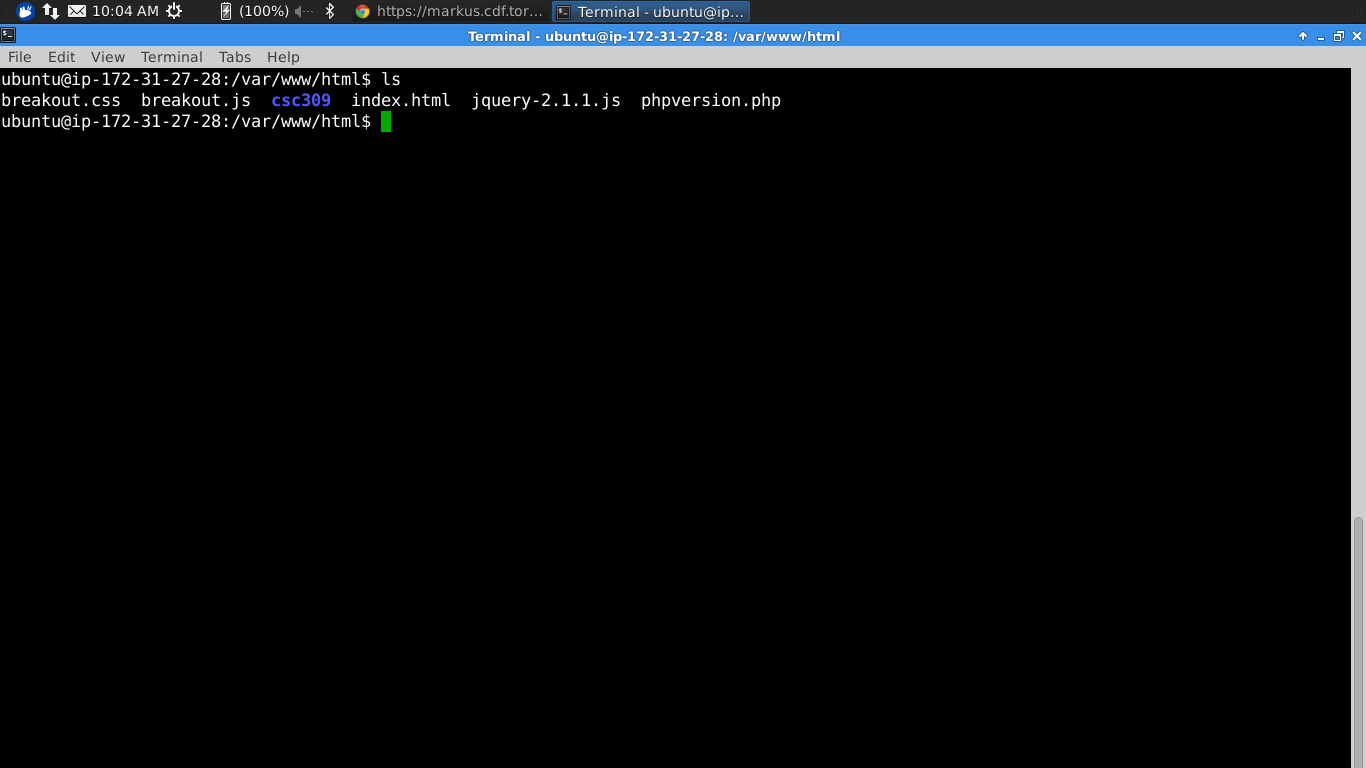 10:04 AM (100%) https://markus.cdf.tor... Terminal - ubuntu@ip...
Terminal - ubuntu@ip-172-31-27-28: /var/www/html
File Edit View Terminal Tabs Help
ubuntu@ip-172-31-27-28:/var/www/html$ ls
breakout.css breakout.js csc309 index.html jquery-2.1.1.js phpversion.php
ubuntu@ip-172-31-27-28:/var/www/html$